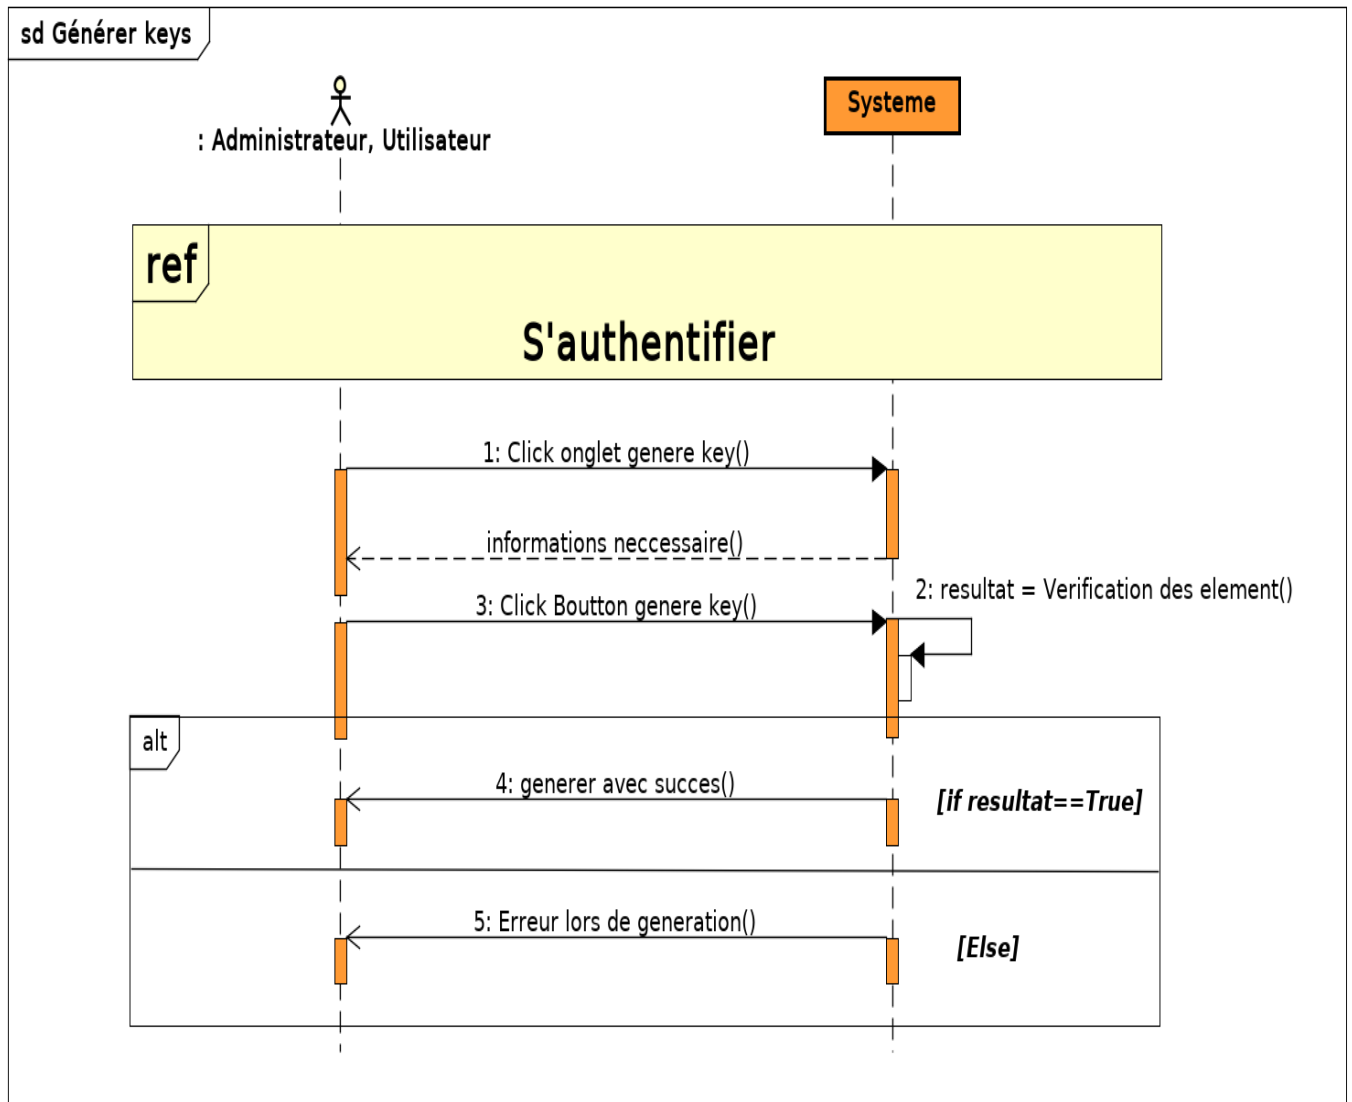 sd Générer keys
: Administrateur, Utilisateur
Systeme
ref
S'authentifier
1: Click onglet genere key()
informations neccessaire()
2: resultat = Verification des element()
3: Click Boutton genere key()
alt
4: generer avec succes()
[if resultat==True]
5: Erreur lors de generation()
[Else]